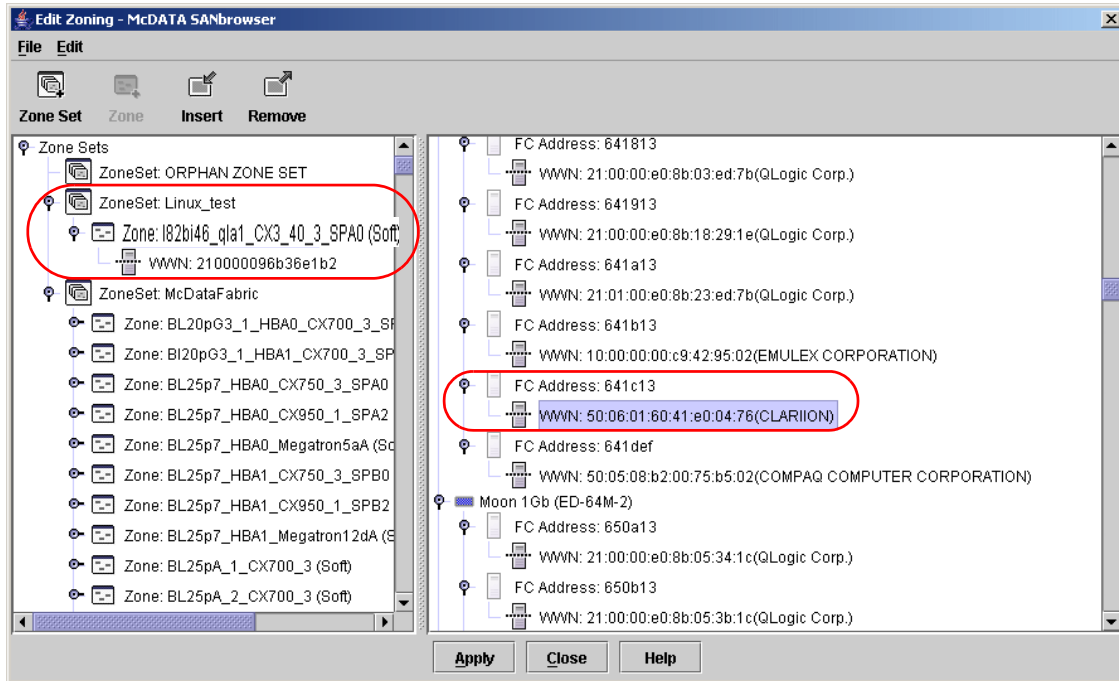 Edit Zoning - McDATA SANbrowser
File Edit
Zone Set Zone Insert Remove
Zone Sets
ZoneSet: ORPHAN ZONE SET
ZoneSet: Linux_test
Zone: l82bi46_qla1_CX3_40_3_SPA0 (Soft)
WWN: 210000096b36e1b2
ZoneSet: McDataFabric
Zone: BL20pG3_1_HBA0_CX700_3_SF
Zone: Bl20pG3_1_HBA1_CX700_3_SP
Zone: BL25p7_HBA0_CX750_3_SPA0
Zone: BL25p7_HBA0_CX950_1_SPA2
Zone: BL25p7_HBA0_Megatron5aA (So
Zone: BL25p7_HBA1_CX750_3_SPB0
Zone: BL25p7_HBA1_CX950_1_SPB2
Zone: BL25p7_HBA1_Megatron12dA (S
Zone: BL25pA_1_CX700_3 (Soft)
Zone: BL25pA_2_CX700_3 (Soft)
FC Address: 641813
WWN: 21:00:00:e0:8b:03:ed:7b(QLogic Corp.)
FC Address: 641913
WWN: 21:00:00:e0:8b:18:29:1e(QLogic Corp.)
FC Address: 641a13
WWN: 21:01:00:e0:8b:23:ed:7b(QLogic Corp.)
FC Address: 641b13
WWN: 10:00:00:00:c9:42:95:02(EMULEX CORPORATION)
FC Address: 641c13
WWN: 50:06:01:60:41:e0:04:76(CLARIION)
FC Address: 641def
WWN: 50:05:08:b2:00:75:b5:02(COMPAQ COMPUTER CORPORATION)
Moon 1Gb (ED-64M-2)
FC Address: 650a13
WWN: 21:00:00:e0:8b:05:34:1c(QLogic Corp.)
FC Address: 650b13
WWN: 21:00:00:e0:8b:05:3b:1c(QLogic Corp.)
Apply Close Help